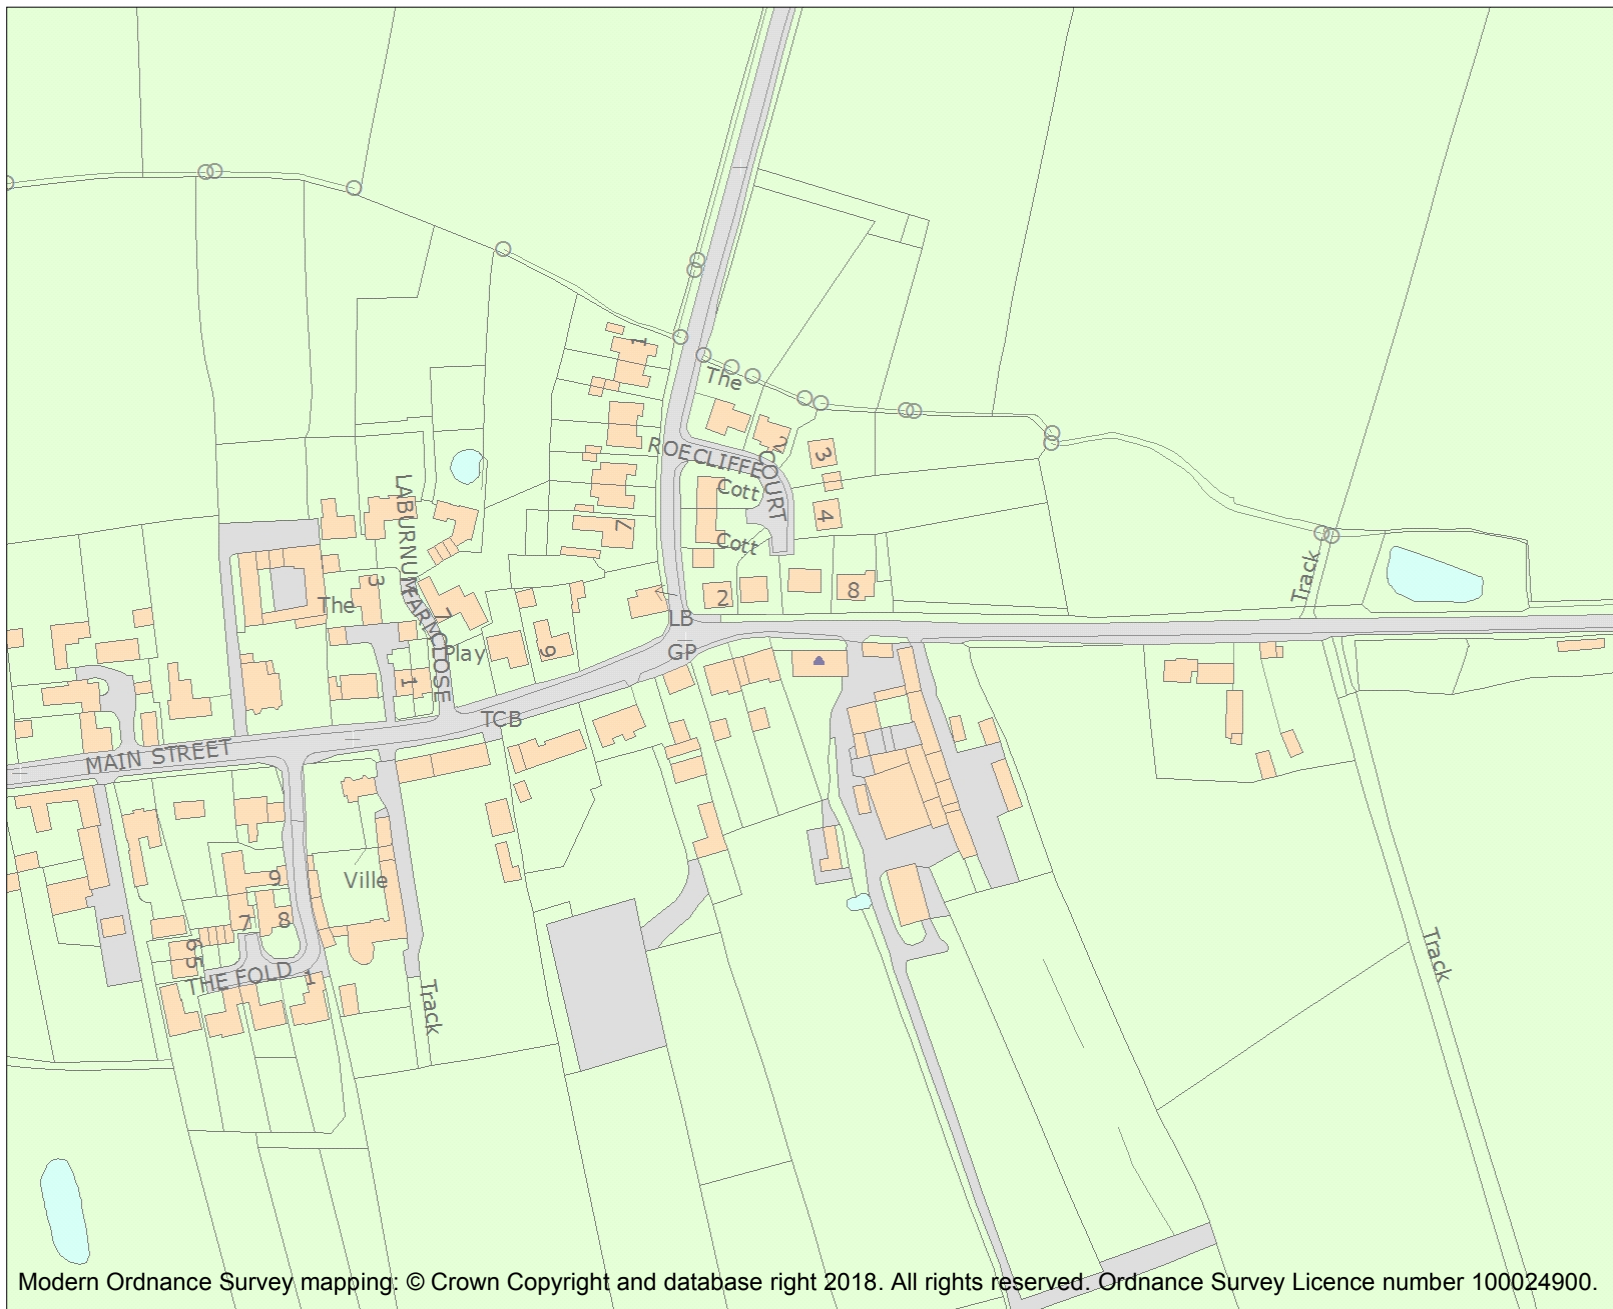 1
The
2
ROECLIFFE
COURT
3
Cott
4
LABURNUM
FARM
CLOSE
7
Cott
3
The
7
2
8
Track
LB
GP
Play
9
1
TCB
MAIN STREET
Ville
9
7
8
6
5
THE FOLD
1
Track
Track
Modern Ordnance Survey mapping: © Crown Copyright and database right 2018. All rights reserved. Ordnance Survey Licence number 100024900.